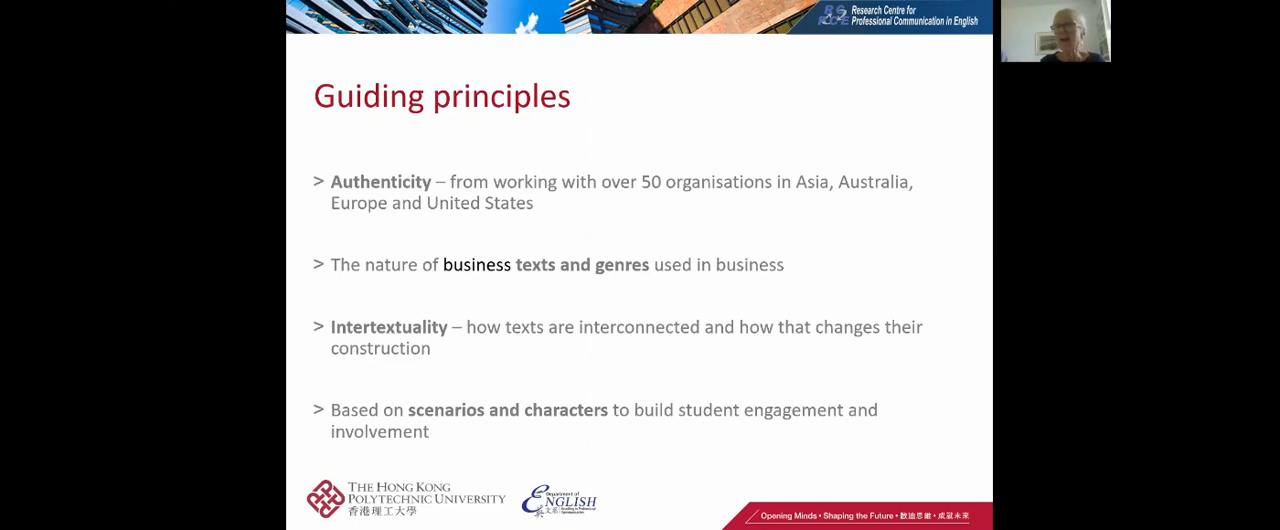 Research Centre for
Professional Communication in English
Guiding principles
> Authenticity – from working with over 50 organisations in Asia, Australia,
Europe and United States
> The nature of business texts and genres used in business
> Intertextuality – how texts are interconnected and how that changes their
construction
> Based on scenarios and characters to build student engagement and
involvement
THE HONG KONG
POLYTECHNIC UNIVERSITY
香港理工大學
Department of
ENGLISH
英文系
Opening Minds • Shaping the Future • 啟迪思維 • 成就未來